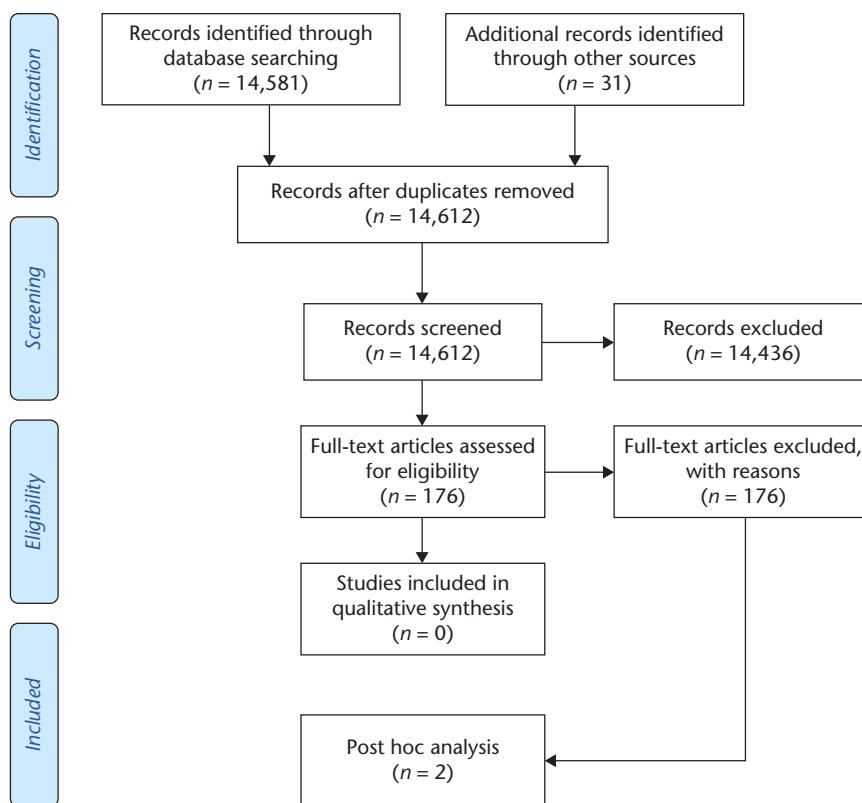 Identification
Records identified through
database searching
(n = 14,581)
Additional records identified
through other sources
(n = 31)
Records after duplicates removed
(n = 14,612)
Screening
Records screened
(n = 14,612)
Records excluded
(n = 14,436)
Eligibility
Full-text articles assessed
for eligibility
(n = 176)
Full-text articles excluded,
with reasons
(n = 176)
Studies included in
qualitative synthesis
(n = 0)
Included
Post hoc analysis
(n = 2)